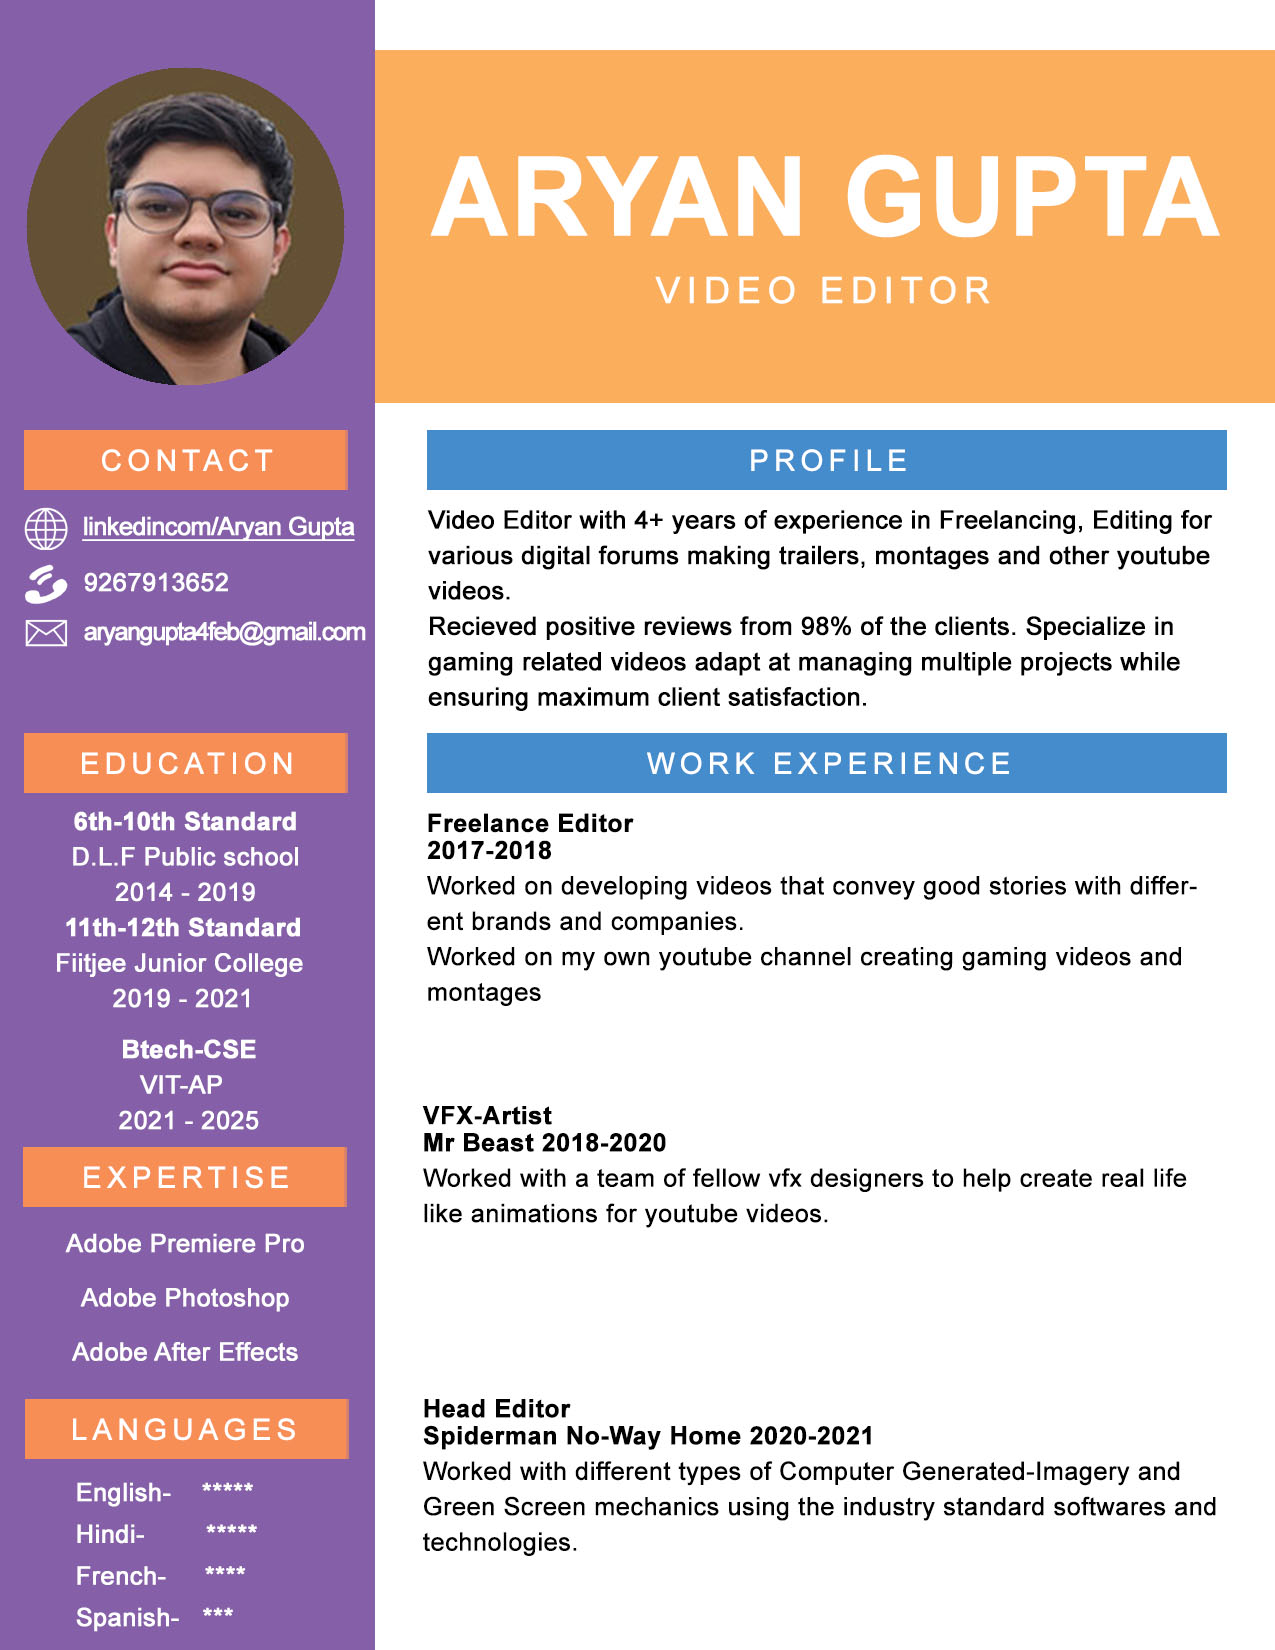 ARYAN GUPTA
VIDEO EDITOR
CONTACT
linkedincom/Aryan Gupta
9267913652
aryangupta4feb@gmail.com
EDUCATION
6th-10th Standard
D.L.F Public school
2014 - 2019
11th-12th Standard
Fiitjee Junior College
2019 - 2021
Btech-CSE
VIT-AP
2021 - 2025
EXPERTISE
Adobe Premiere Pro
Adobe Photoshop
Adobe After Effects
LANGUAGES
English- *****
Hindi- *****
French- ****
Spanish- ***
PROFILE
Video Editor with 4+ years of experience in Freelancing, Editing for
various digital forums making trailers, montages and other youtube
videos.
Recieved positive reviews from 98% of the clients. Specialize in
gaming related videos adapt at managing multiple projects while
ensuring maximum client satisfaction.
WORK EXPERIENCE
Freelance Editor
2017-2018
Worked on developing videos that convey good stories with differ-
ent brands and companies.
Worked on my own youtube channel creating gaming videos and
montages
VFX-Artist
Mr Beast 2018-2020
Worked with a team of fellow vfx designers to help create real life
like animations for youtube videos.
Head Editor
Spiderman No-Way Home 2020-2021
Worked with different types of Computer Generated-Imagery and
Green Screen mechanics using the industry standard softwares and
technologies.